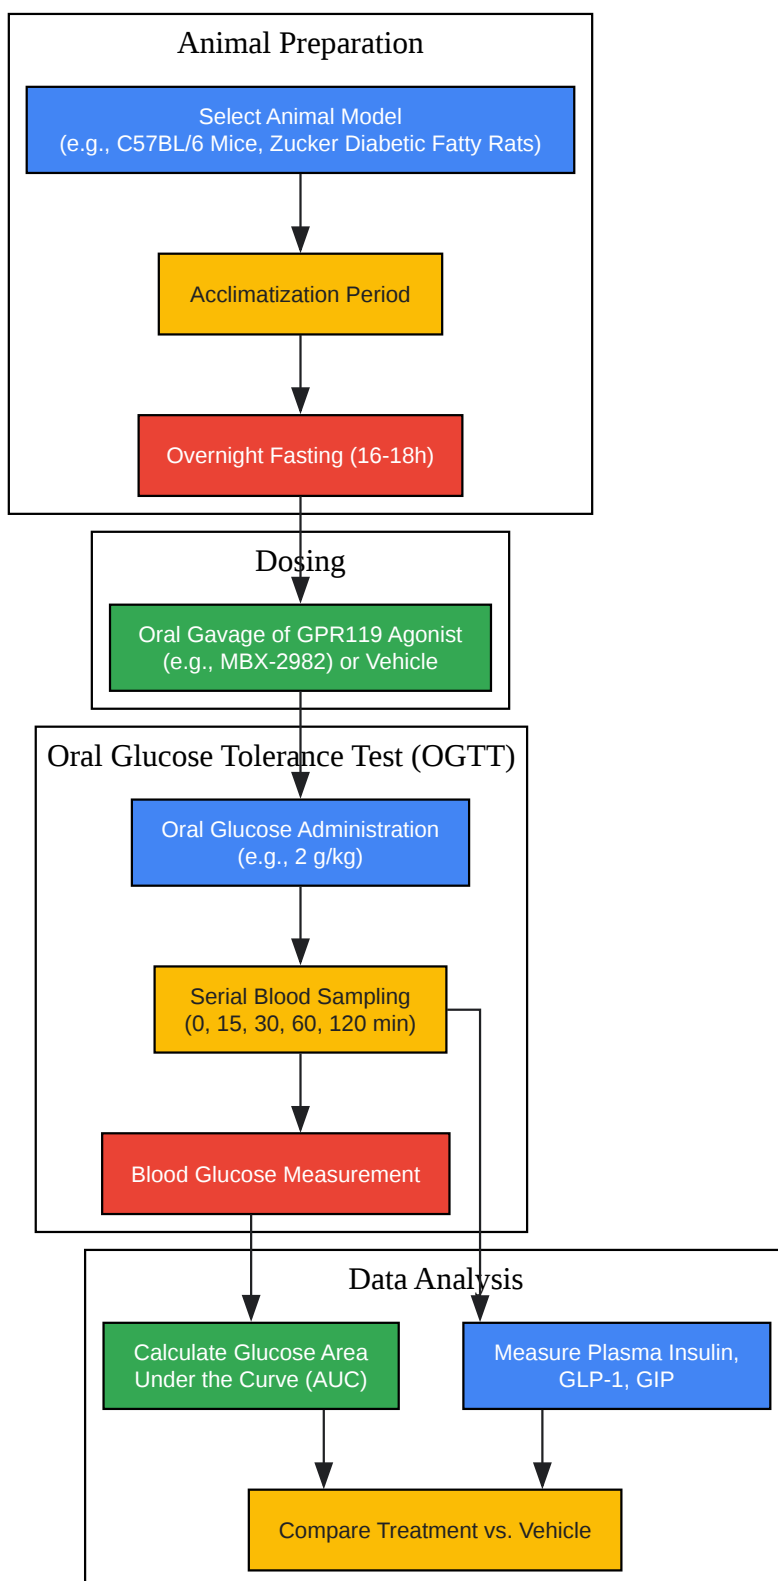 Animal Preparation
Select Animal Model
(e.g., C57BL/6 Mice, Zucker Diabetic Fatty Rats)
Acclimatization Period
Overnight Fasting (16-18h)
Dosing
Oral Gavage of GPR119 Agonist
(e.g., MBX-2982) or Vehicle
Oral Glucose Tolerance Test (OGTT)
Oral Glucose Administration
(e.g., 2 g/kg)
Serial Blood Sampling
(0, 15, 30, 60, 120 min)
Blood Glucose Measurement
Data Analysis
Calculate Glucose Area
Under the Curve (AUC)
Measure Plasma Insulin,
GLP-1, GIP
Compare Treatment vs. Vehicle